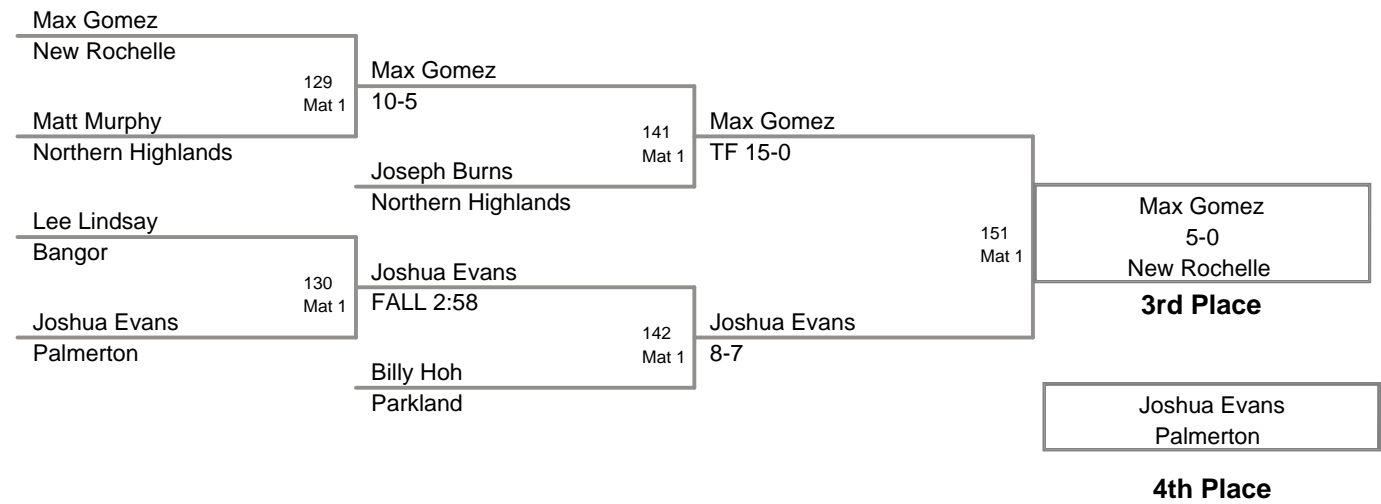 Max Gomez
New Rochelle
129
Mat 1
Matt Murphy
Northern Highlands
Max Gomez
10-5
141
Mat 1
Joseph Burns
Northern Highlands
Max Gomez
TF 15-0
Lee Lindsay
Bangor
130
Mat 1
Joshua Evans
Palmerton
Joshua Evans
FALL 2:58
142
Mat 1
Billy Hoh
Parkland
Joshua Evans
8-7
151
Mat 1
Max Gomez
5-0
New Rochelle
3rd Place
Joshua Evans
Palmerton
4th Place